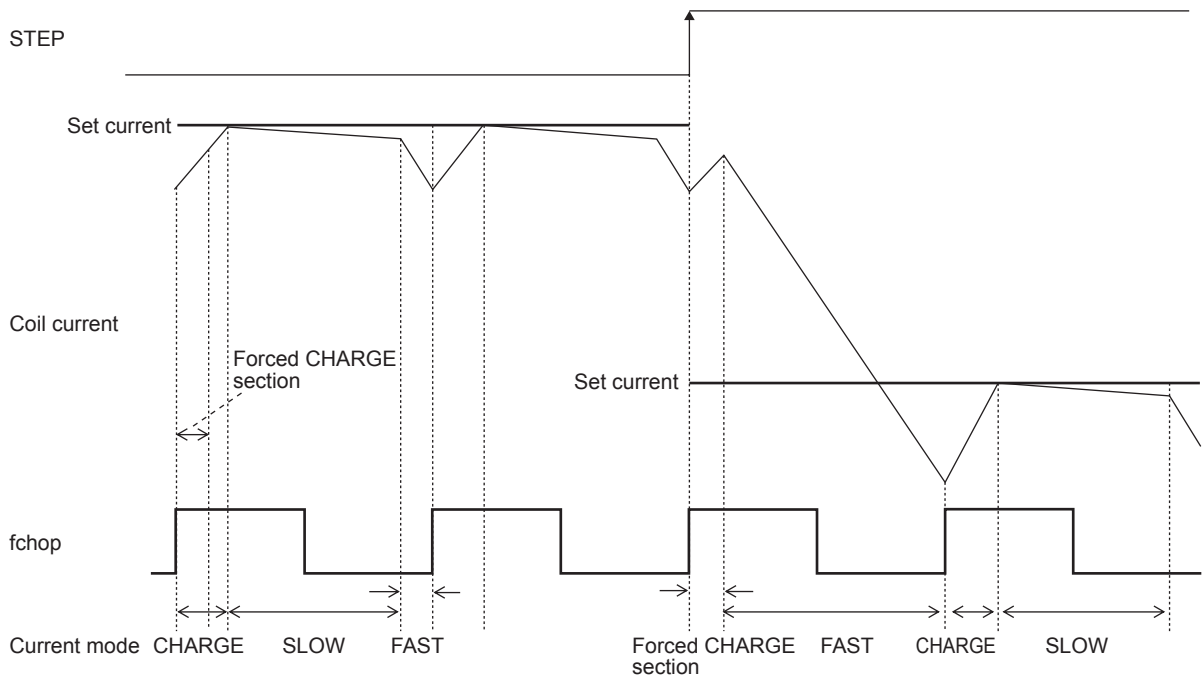 STEP
Set current
Coil current
Forced CHARGE
section
Set current
fchop
Current mode CHARGE SLOW FAST Forced CHARGE FAST CHARGE SLOW
section